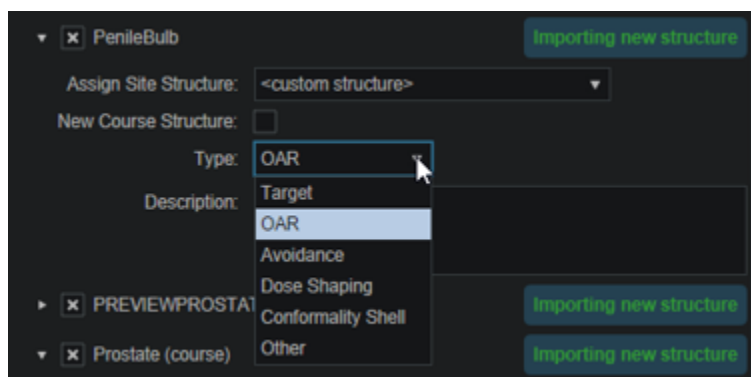 PenileBulb Importing new structure
Assign Site Structure: <custom structure>
New Course Structure:
Type: OAR
Target
Description:
OAR
Avoidance
Dose Shaping
PREVIEWPROSTAT Importing new structure
Conformality Shell
Other
Prostate (course) Importing new structure